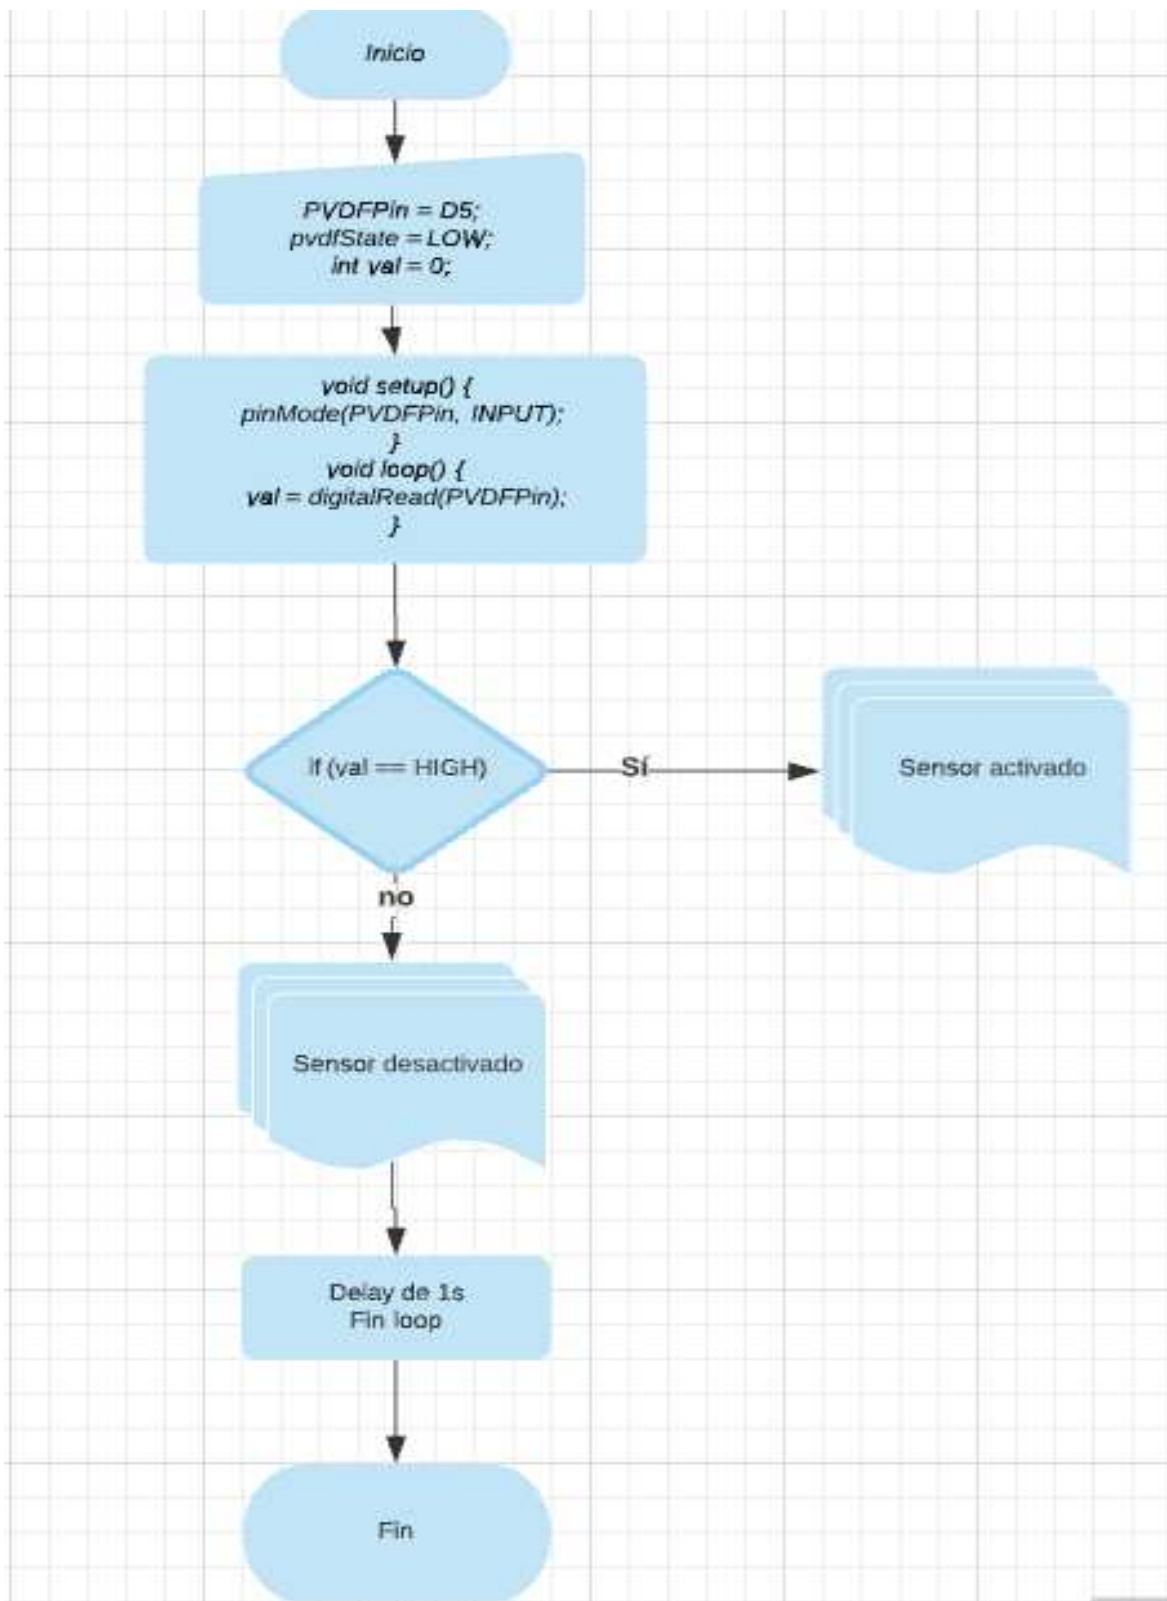 Inicio
PVDFPin = D5;
pvdfState = LOW;
int val = 0;
void setup() {
pinMode(PVDFPin, INPUT);
}
void loop() {
val = digitalRead(PVDFPin);
}
if (val == HIGH)
Sí
Sensor activado
no
Sensor desactivado
Delay de 1s
Fin loop
Fin